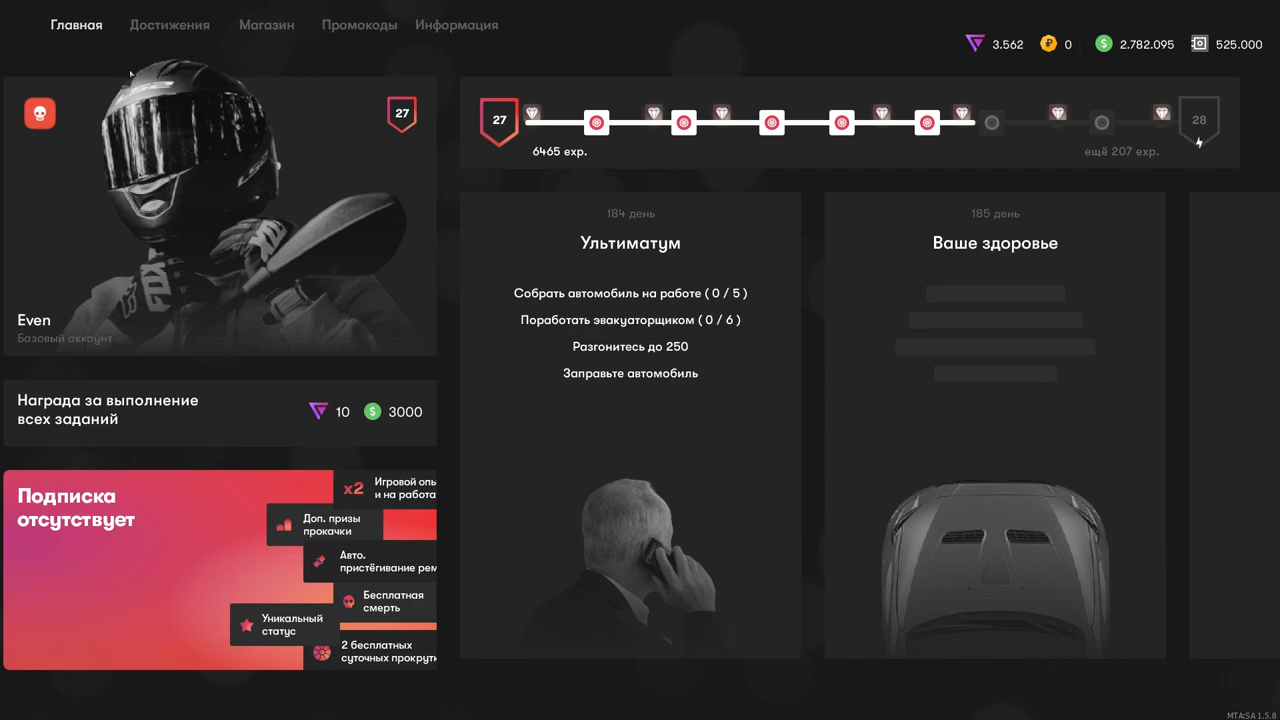 Главная Достижения Магазин Промокоды Информация
3.562 0 2.782.095 525.000
27
Even
Базовый аккаунт
27 28
6465 exp. ещё 207 exp.
Награда за выполнение
всех заданий
10 3000
Подписка
отсутствует
x2 Игровой опы
и на работа
Доп. призы
прокачки
Авто.
пристёгивание рем
Бесплатная
смерть
Уникальный
статус
2 бесплатных
суточных прокрутк
184 день
Ультиматум
Собрать автомобиль на работе ( 0 / 5 )
Поработать эвакуаторщиком ( 0 / 6 )
Разгонитесь до 250
Заправьте автомобиль
185 день
Ваше здоровье
FOX
MTA:SA 1.5.8